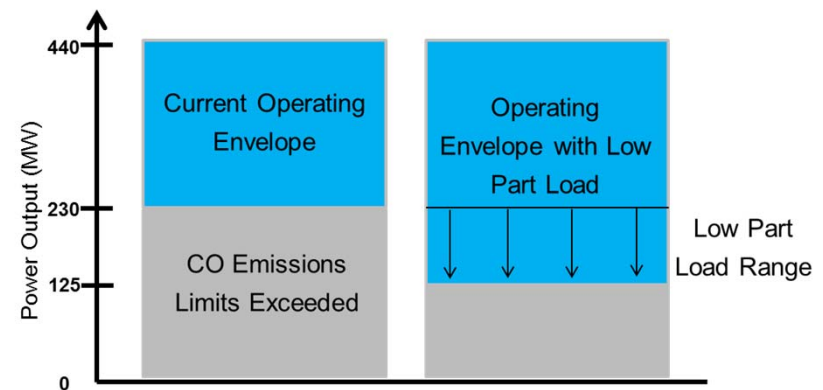 440
230
125
0
Power Output (MW)
Current Operating
Envelope
CO Emissions
Limits Exceeded
Operating
Envelope with Low
Part Load
Low Part
Load Range